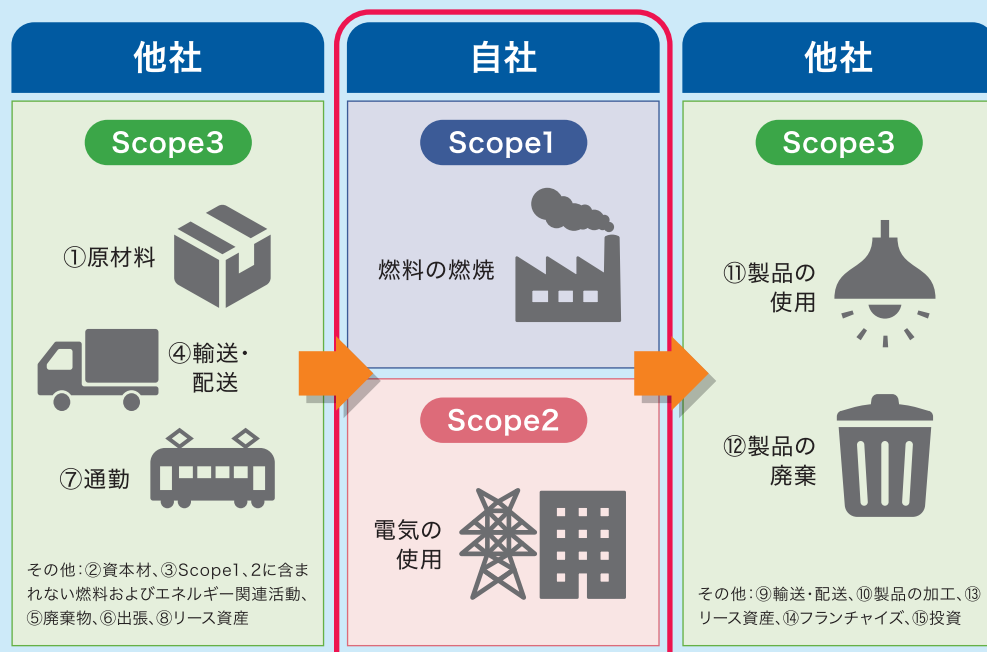 他社
Scope3
①原材料
④輸送・
配送
⑦通勤
その他：②資本材、③Scope1、2に含ま
れない燃料およびエネルギー関連活動、
⑤廃棄物、⑥出張、⑧リース資産
自社
Scope1
燃料の燃焼
Scope2
電気の
使用
他社
Scope3
⑪製品の
使用
⑫製品の
廃棄
その他：⑨輸送・配送、⑩製品の加工、⑬
リース資産、⑭フランチャイズ、⑮投資